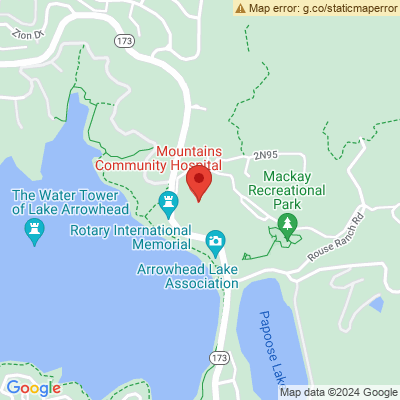 Map error: g.co/staticmaperror
Zion Dr
173
Mountains
Community Hospital
2N95
Mackay
Recreational
Park
The Water Tower
of Lake Arrowhead
Rotary International
Memorial
Rouse Ranch Rd
Arrowhead Lake
Association
Papoose Lake
173
Google
Map data ©2024 Google